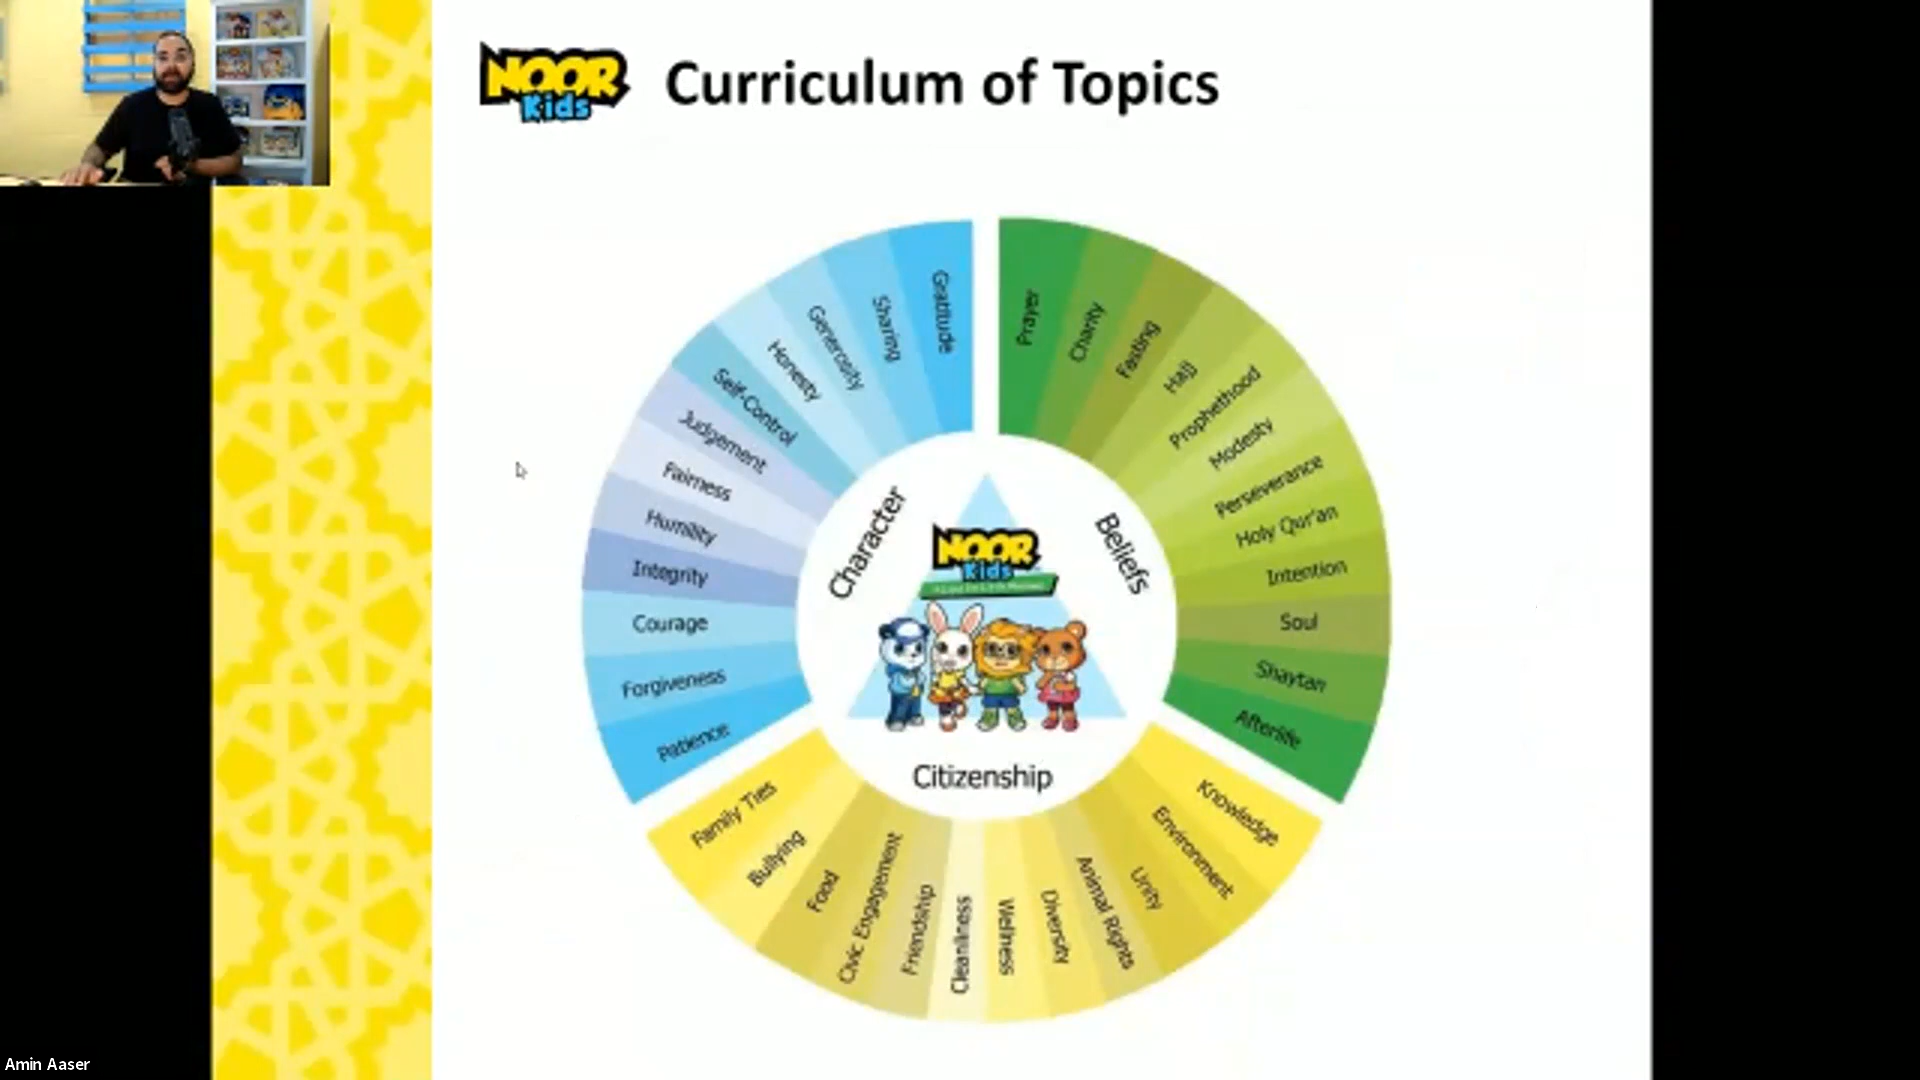 NOOR
Kids
Curriculum of Topics
Gratitude
Sharing
Generosity
Honesty
Self-Control
Judgement
Fairness
Humility
Integrity
Courage
Forgiveness
Patience
Prayer
Charity
Fasting
Hajj
Prophethood
Modesty
Perseverance
Holy Qur'an
Intention
Soul
Shaytan
Afterlife
Character
Beliefs
NOOR
Kids
Citizenship
Family Ties
Bullying
Food
Civic Engagement
Friendship
Cleanliness
Wellness
Diversity
Animal Rights
Unity
Environment
Knowledge
Amin Aaser